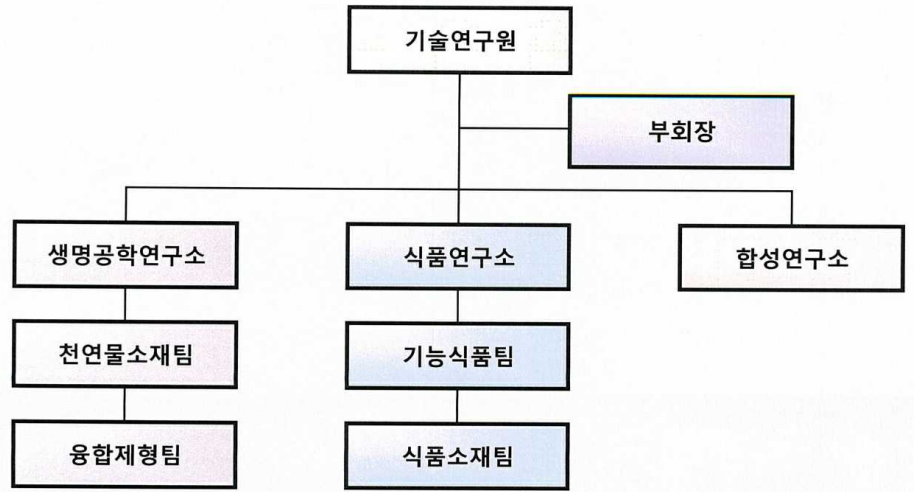 기술연구원
부회장
생명공학연구소
식품연구소
합성연구소
천연물소재팀
기능식품팀
융합제형팀
식품소재팀